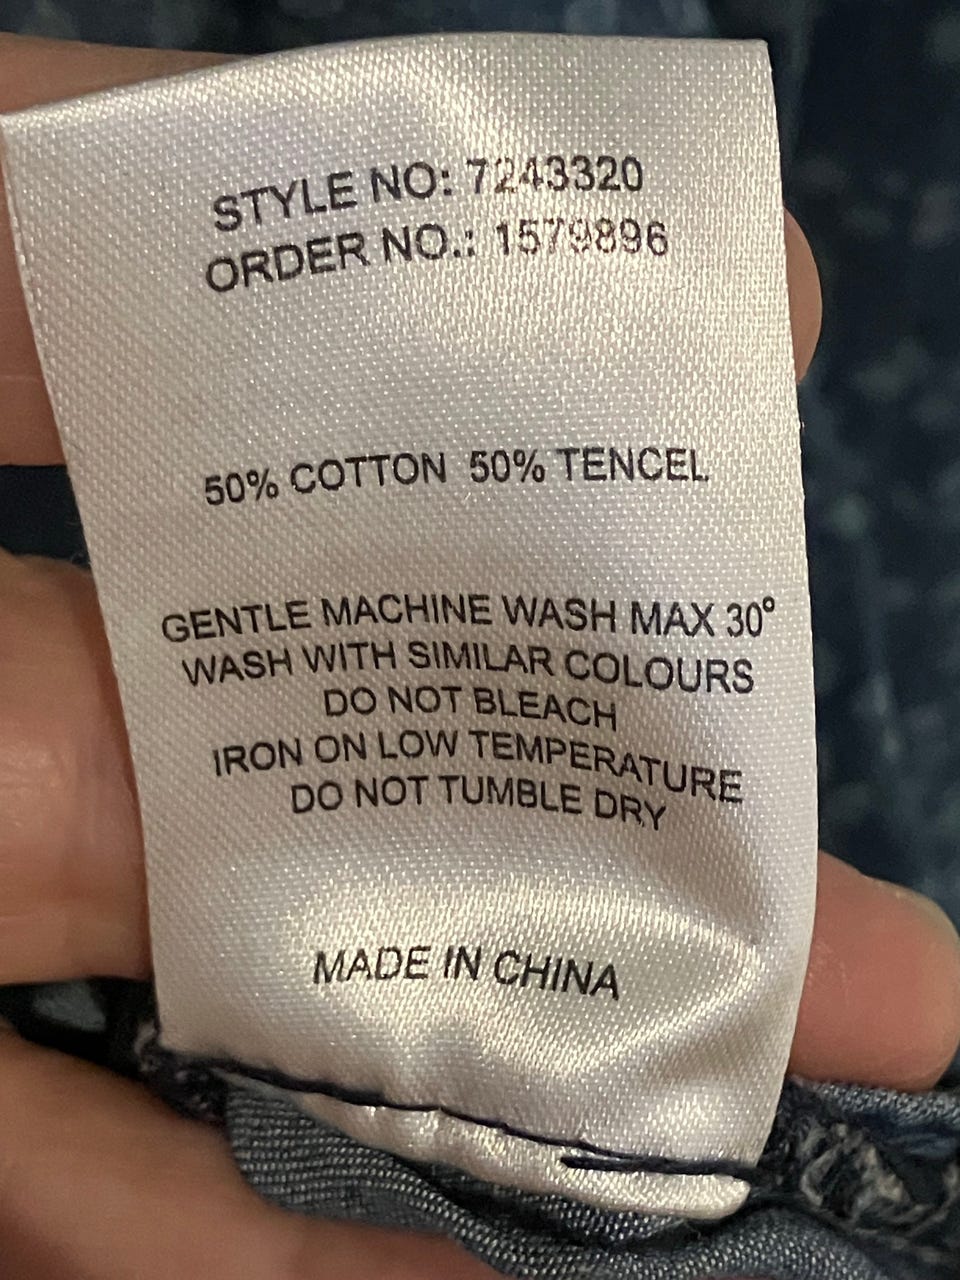 STYLE NO: 7243320
ORDER NO.: 1579896
50% COTTON 50% TENCEL
GENTLE MACHINE WASH MAX 30°
WASH WITH SIMILAR COLOURS
DO NOT BLEACH
IRON ON LOW TEMPERATURE
DO NOT TUMBLE DRY
MADE IN CHINA